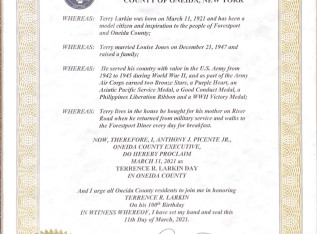 COUNTY OF ONEIDA, NEW YORK
WHEREAS: Terry Larkin was born on March 11, 1921 and has been a
model citizen and inspiration to the people of Forestport
and Oneida County;
WHEREAS: Terry married Louise Jones on December 21, 1947 and
raised a family;
WHEREAS: He served his country with valor in the U.S. Army from
1942 to 1945 during World War II, and as part of the Army
Air Corps earned two Bronze Stars, a Purple Heart, an
Asiatic Pacific Service Medal, a Good Conduct Medal, a
Philippines Liberation Ribbon and a WWII Victory Medal;
WHEREAS: Terry lives in the home he bought for his mother on River
Road when he returned from military service and walks to
the Forestport Diner every day for breakfast.
NOW, THEREFORE, I, ANTHONY J. PICENTE JR.,
ONEIDA COUNTY EXECUTIVE,
DO HEREBY PROCLAIM
MARCH 11, 2021 as
TERRENCE R. LARKIN DAY
IN ONEIDA COUNTY
And I urge all Oneida County residents to join me in honoring
TERRENCE R. LARKIN
On his 100th Birthday
IN WITNESS WHEREOF, I have set my hand and seal this
11th Day of March, 2021.